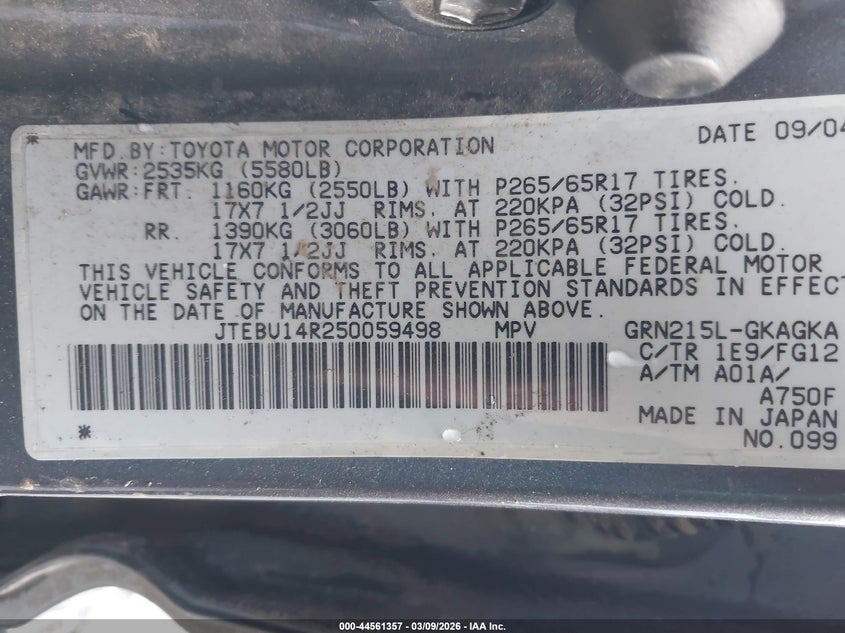 DATE 09/04
MFD.BY:TOYOTA MOTOR CORPORATION
GVWR:2535KG (5580LB)
GAWR:FRT. 1160KG (2550LB) WITH P265/65R17 TIRES.
17X7 1/2JJ RIMS. AT 220KPA (32PSI) COLD.
RR. 1390KG (3060LB) WITH P265/65R17 TIRES.
17X7 1/2JJ RIMS. AT 220KPA (32PSI) COLD.
THIS VEHICLE CONFORMS TO ALL APPLICABLE FEDERAL MOTOR
VEHICLE SAFETY AND THEFT PREVENTION STANDARDS IN EFFECT
ON THE DATE OF MANUFACTURE SHOWN ABOVE.
JTEBU14R250059498 MPV GRN215L-GKAGKA
C/TR 1E9/FG12
A/TM A01A/
A750F
MADE IN JAPAN
NO.099
000-44561357 | 03/09/2026 | IAA Inc.